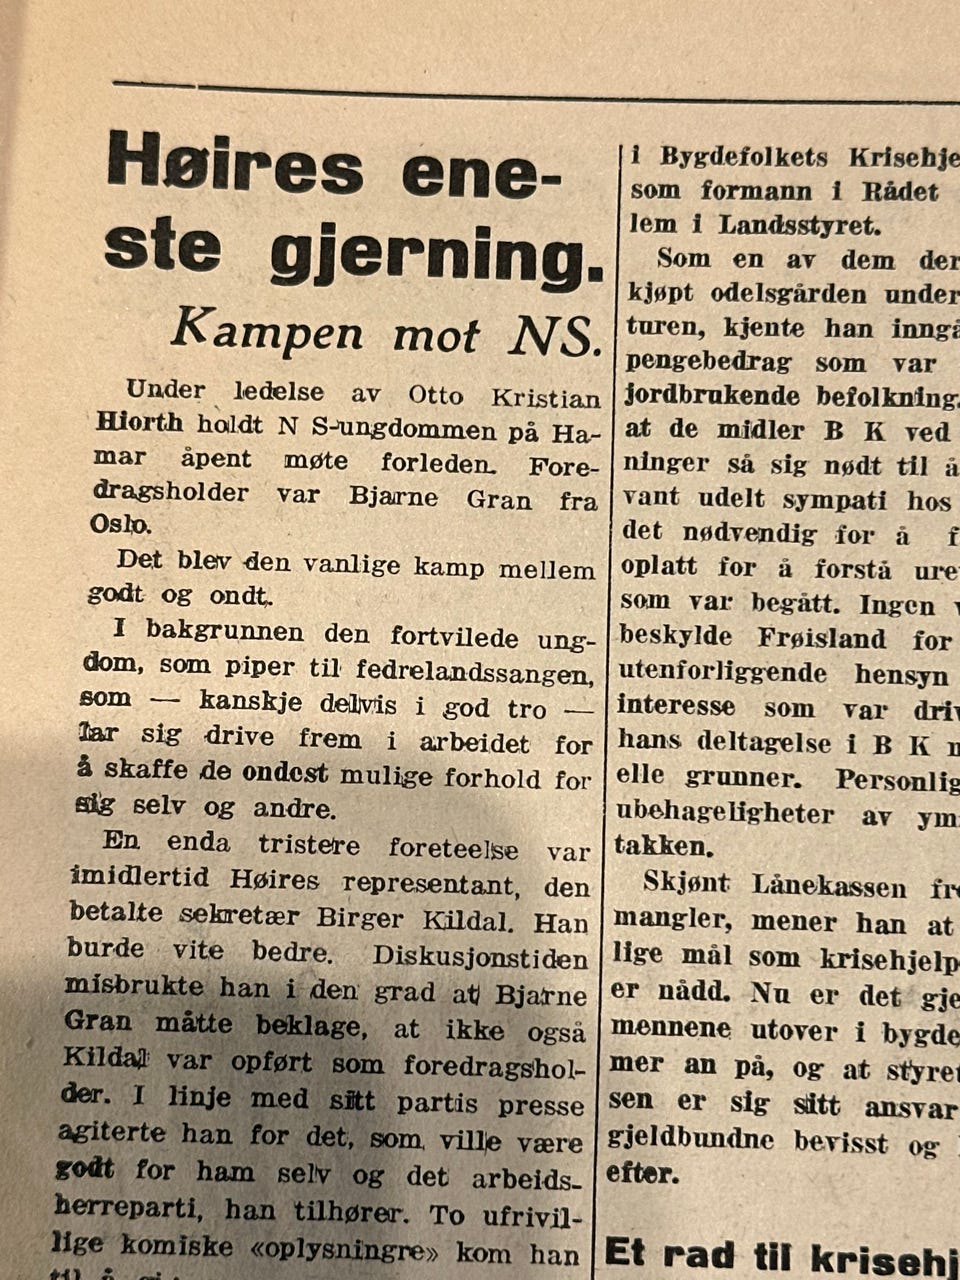 Høires ene-
ste gjerning.
Kampen mot NS.
Under ledelse av Otto Kristian
Hiorth holdt N S-ungdommen på Ha-
mar åpent møte forleden. Fore-
dragsholder var Bjarne Gran fra
Oslo.
Det blev den vanlige kamp mellem
godt og ondt.
I bakgrunnen den fortvilede ung-
dom, som piper til fedrelandssangen,
som — kanskje delvis i god tro —
lar sig drive frem i arbeidet for
å skaffe de ondest mulige forhold for
sig selv og andre.
En enda tristere foreteelse var
imidlertid Høires representant, den
betalte sekretær Birger Kildal. Han
burde vite bedre. Diskusjonstiden
misbrukte han i den grad at Bjarne
Gran måtte beklage, at ikke også
Kildal var opført som foredragshol-
der. I linje med sitt partis presse
agiterte han for det, som ville være
godt for ham selv og det arbeids-
herreparti, han tilhører. To ufrivil-
lige komiske «oplysningre» kom han
i Bygdefolkets Krisehje
som formann i Rådet
lem i Landsstyret.
Som en av dem der
kjøpt odelsgården under
turen, kjente han inngå
pengebedrag som var
jordbrukende befolkning.
at de midler B K ved
ninger så sig nødt til å
vant udelt sympati hos
det nødvendig for å f
oplatt for å forstå ure
som var begått. Ingen v
beskylde Frøisland for
utenforliggende hensyn
interesse som var driv
hans deltagelse i B K n
elle grunner. Personlig
ubehageligheter av ym
takken.
Skjønt Lånekassen fre
mangler, mener han at
lige mål som krisehjelp
er nådd. Nu er det gje
mennene utover i bygde
mer an på, og at styret
sen er sig sitt ansvar
gjeldbundne bevisst og
efter.
Et rad til krisehj